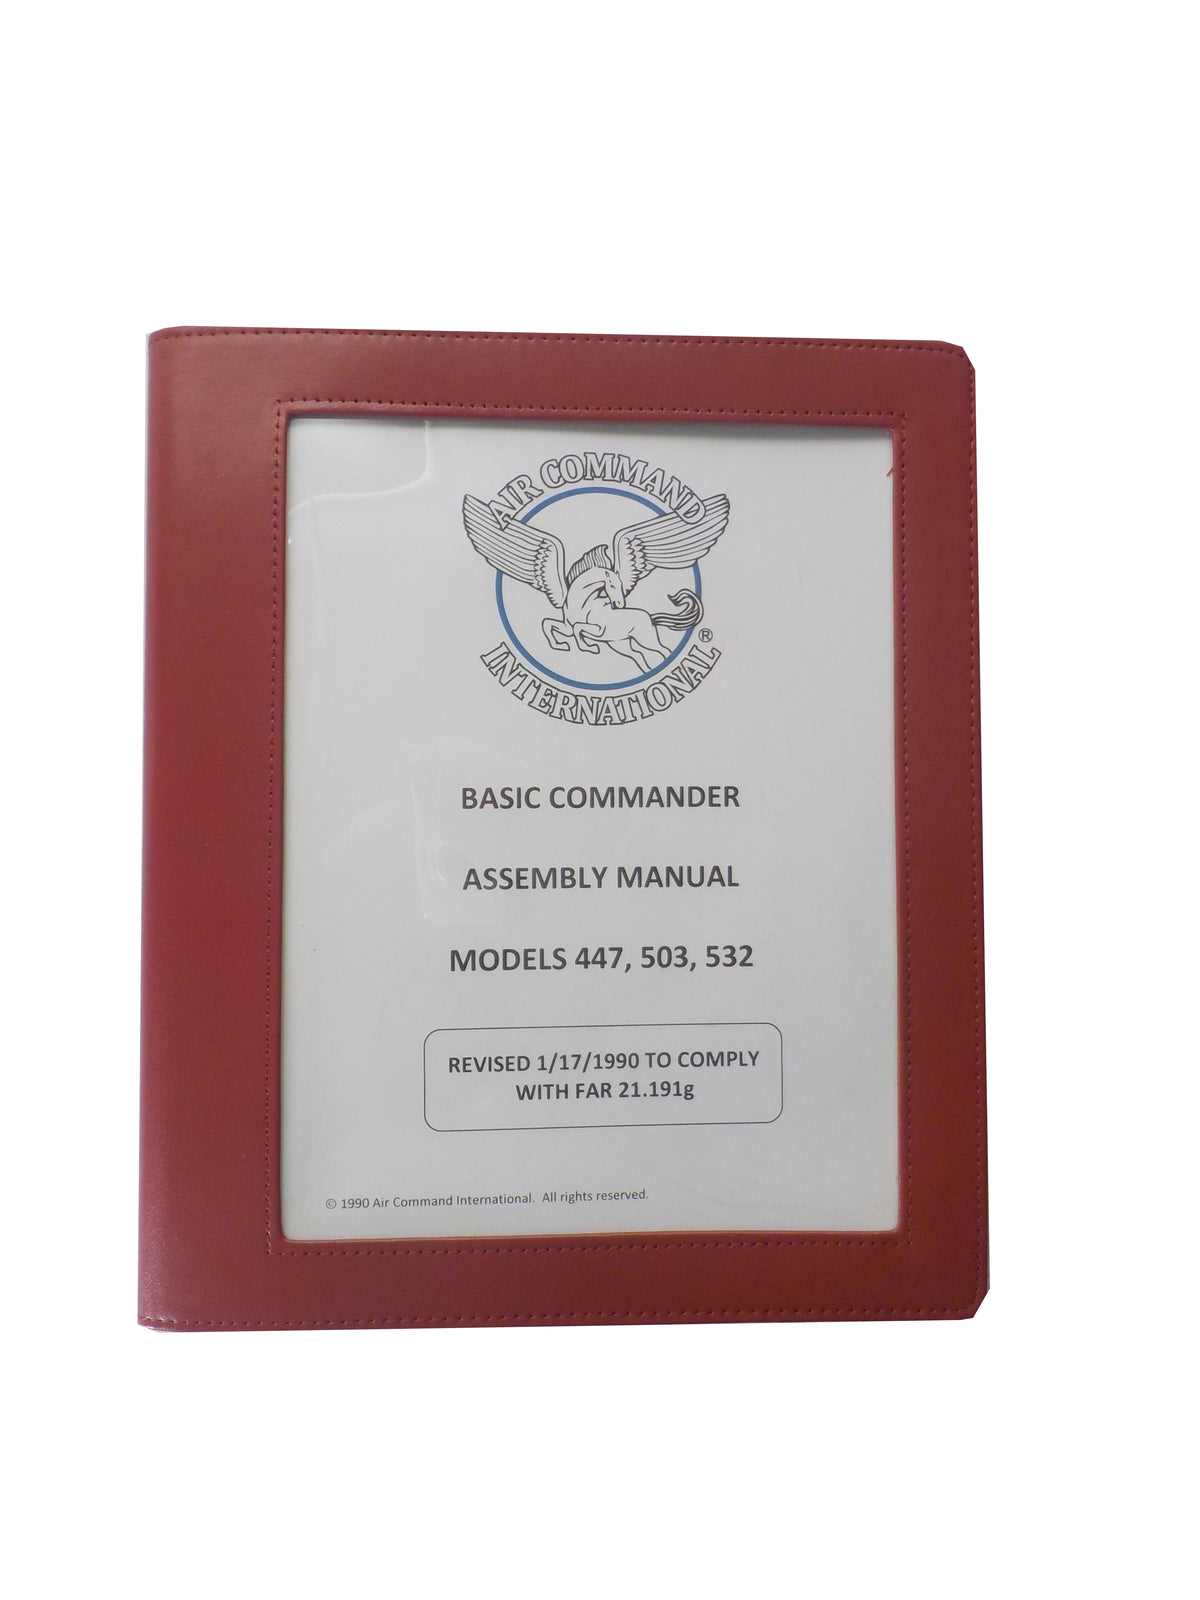 AIR COMMAND
INTERNATIONAL
®
BASIC COMMANDER
ASSEMBLY MANUAL
MODELS 447, 503, 532
REVISED 1/17/1990 TO COMPLY
WITH FAR 21.191g
© 1990 Air Command International. All rights reserved.